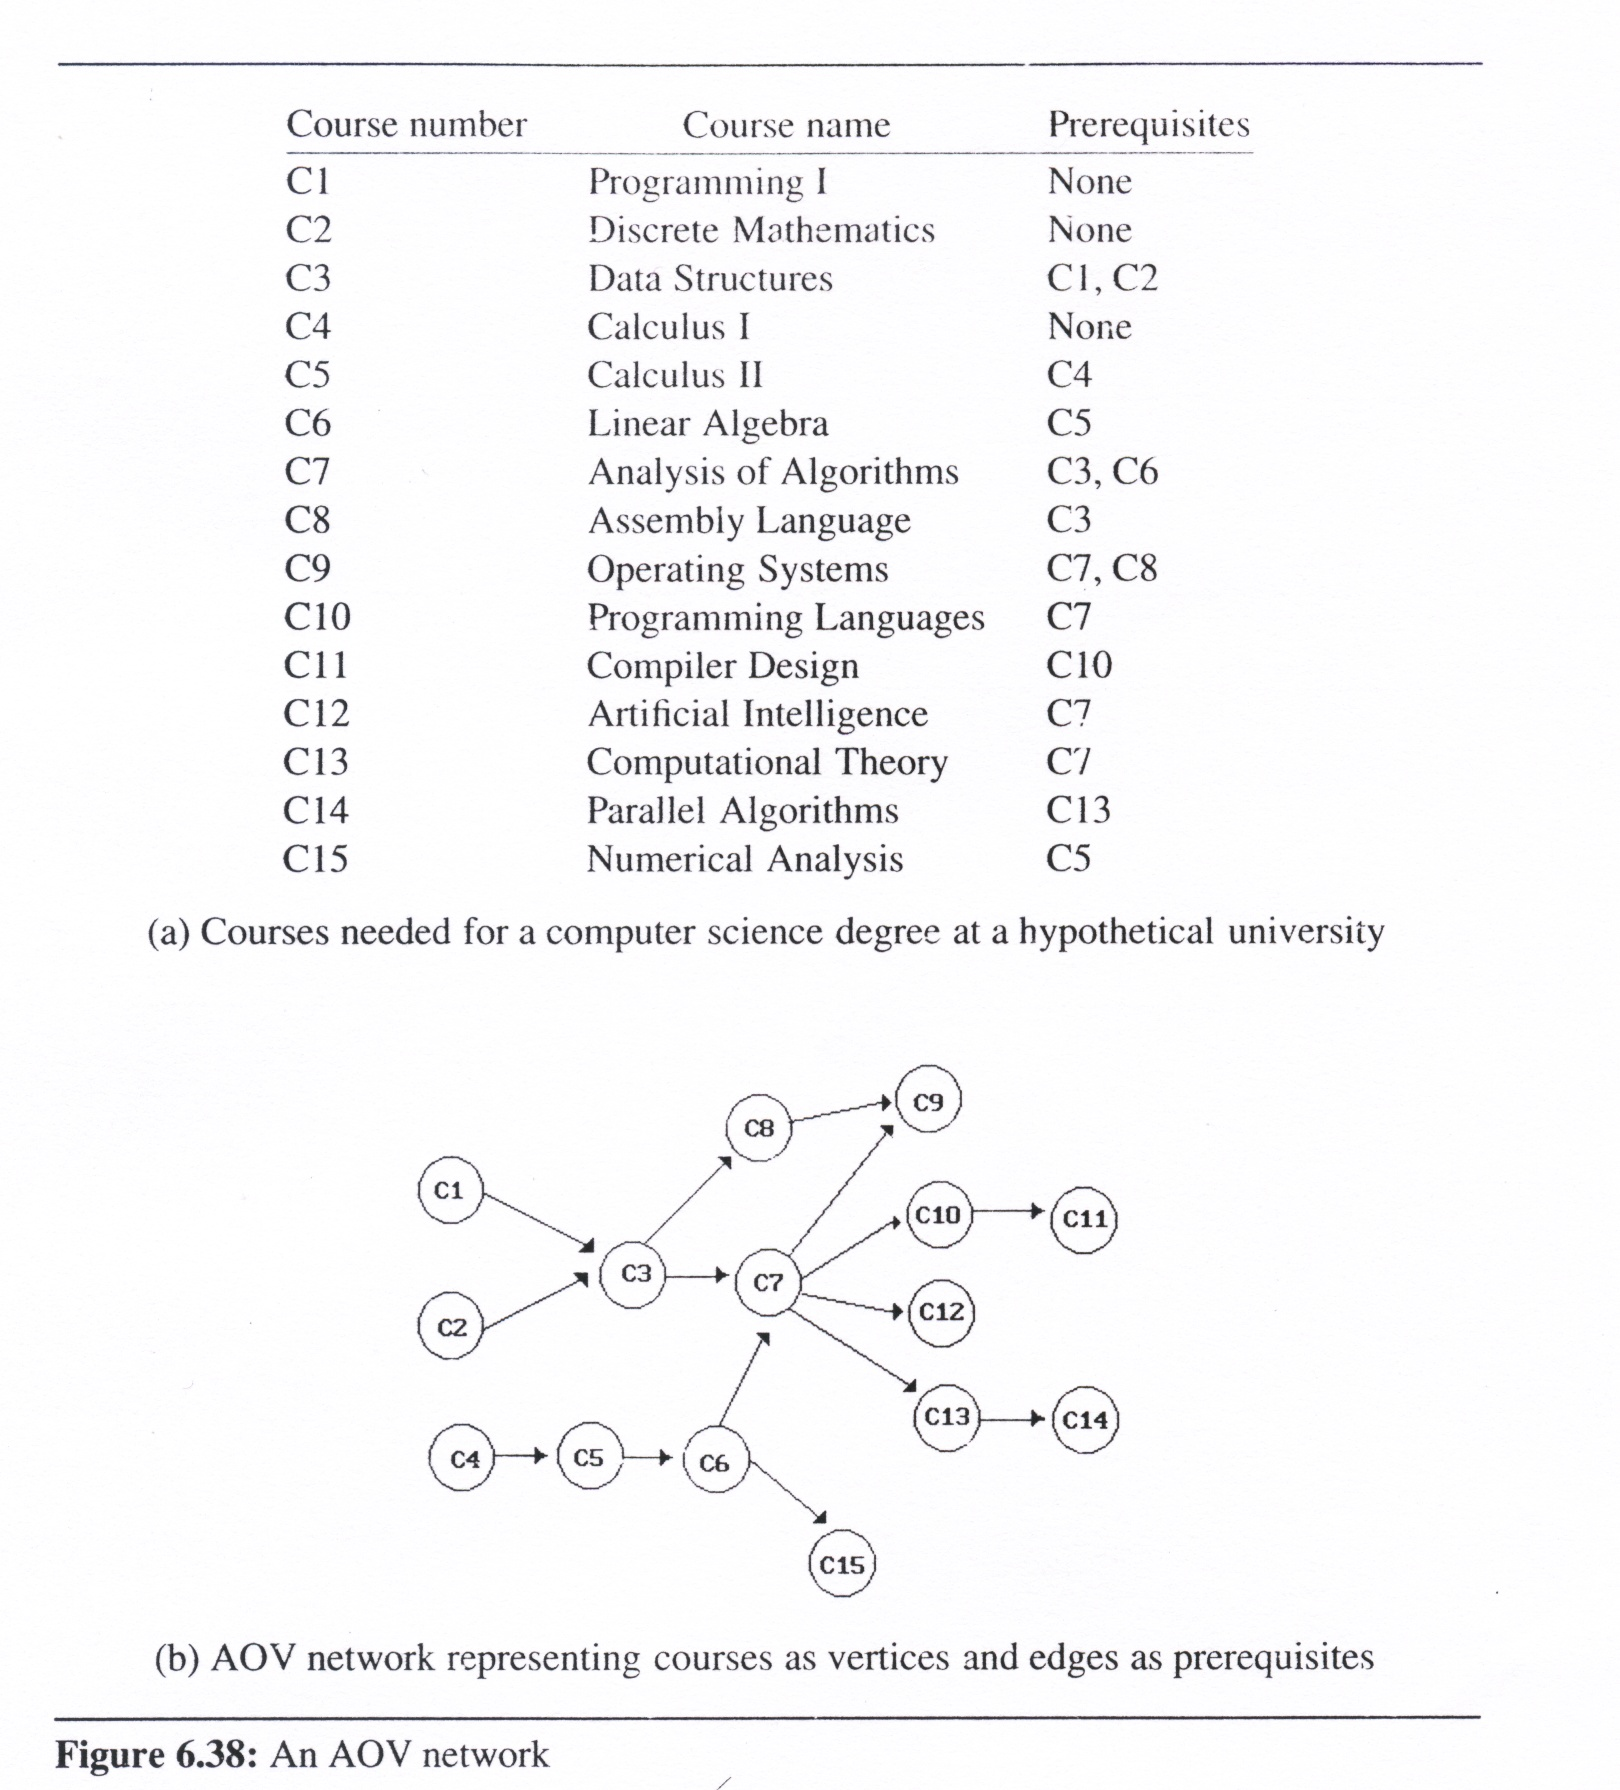 Course number Course name Prerequisites
C1 Programming I None
C2 Discrete Mathematics None
C3 Data Structures C1, C2
C4 Calculus I None
C5 Calculus II C4
C6 Linear Algebra C5
C7 Analysis of Algorithms C3, C6
C8 Assembly Language C3
C9 Operating Systems C7, C8
C10 Programming Languages C7
C11 Compiler Design C10
C12 Artificial Intelligence C7
C13 Computational Theory C7
C14 Parallel Algorithms C13
C15 Numerical Analysis C5
(a) Courses needed for a computer science degree at a hypothetical university
C9
C8
C1
C10
C11
C3
C7
C12
C2
C13
C14
C4
C5
C6
C15
(b) AOV network representing courses as vertices and edges as prerequisites
Figure 6.38: An AOV network